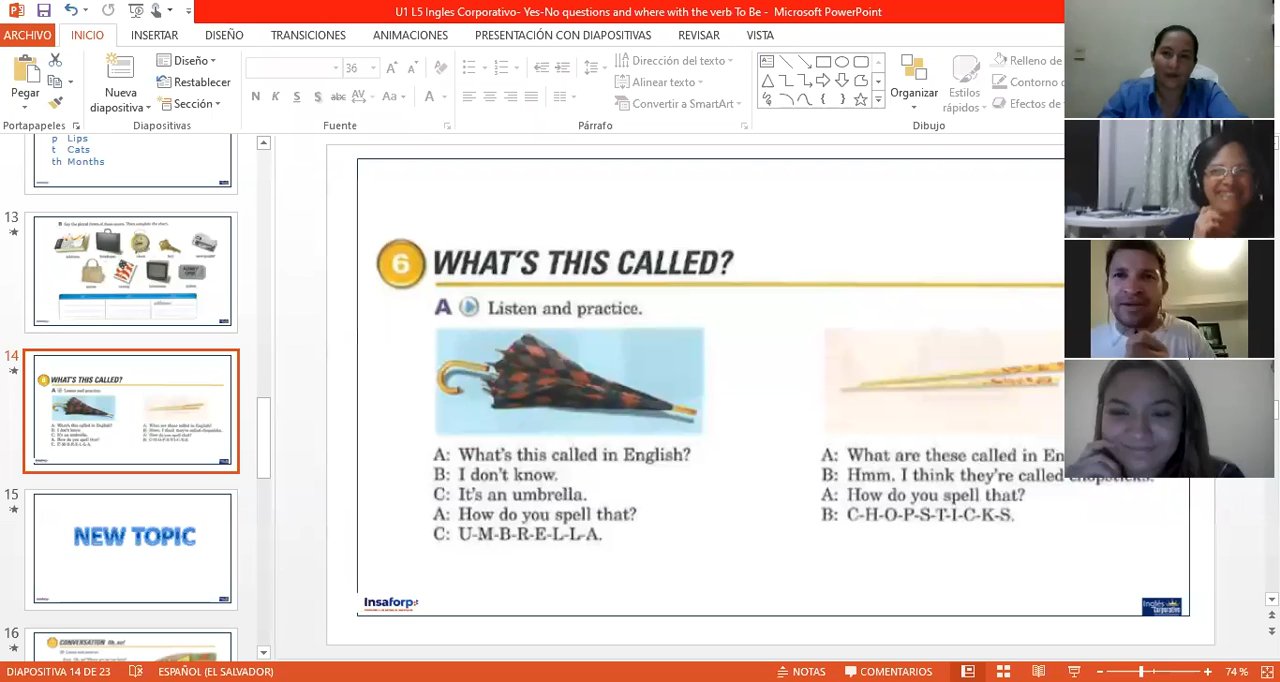 U1 L5 Ingles Corporativo- Yes-No questions and where with the verb To Be - Microsoft PowerPoint
ARCHIVO INICIO INSERTAR DISEÑO TRANSICIONES ANIMACIONES PRESENTACIÓN CON DIAPOSITIVAS REVISAR VISTA
Pegar
Portapapeles
Nueva diapositiva
Diseño
Restablecer
Sección
Diapositivas
36
N K S S abc AV Aa A
Fuente
Dirección del texto
Alinear texto
Convertir a SmartArt
Párrafo
Organizar
Estilos rápidos
Relleno de
Contorno
Efectos de
Dibujo
p Lips
t Cats
th Months
13
14
WHAT'S THIS CALLED?
15
NEW TOPIC
16
CONVERSATION
6 WHAT'S THIS CALLED?
A Listen and practice.
A: What's this called in English?
B: I don't know.
C: It's an umbrella.
A: How do you spell that?
C: U-M-B-R-E-L-L-A.
A: What are these called in En
B: Hmm. I think they're called chopsticks.
A: How do you spell that?
B: C-H-O-P-S-T-I-C-K-S.
Insaforp
Inglés
Corporativo
DIAPOSITIVA 14 DE 23 ESPAÑOL (EL SALVADOR) NOTAS COMENTARIOS 74 %